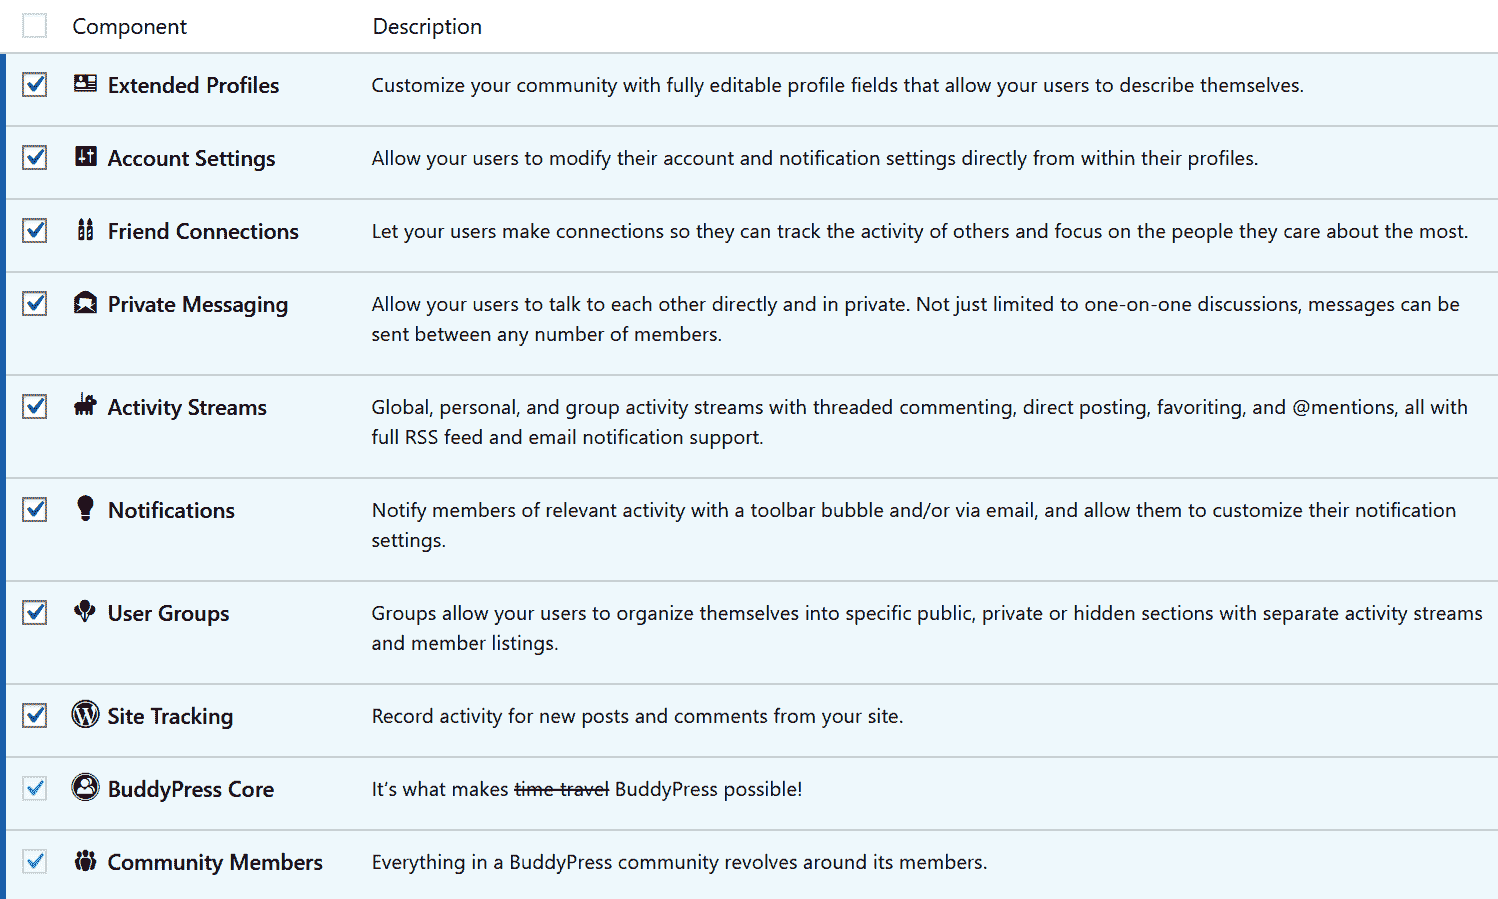 Component Description
Extended Profiles Customize your community with fully editable profile fields that allow your users to describe themselves.
Account Settings Allow your users to modify their account and notification settings directly from within their profiles.
Friend Connections Let your users make connections so they can track the activity of others and focus on the people they care about the most.
Private Messaging Allow your users to talk to each other directly and in private. Not just limited to one-on-one discussions, messages can be
sent between any number of members.
Activity Streams Global, personal, and group activity streams with threaded commenting, direct posting, favoriting, and @mentions, all with
full RSS feed and email notification support.
Notifications Notify members of relevant activity with a toolbar bubble and/or via email, and allow them to customize their notification
settings.
User Groups Groups allow your users to organize themselves into specific public, private or hidden sections with separate activity streams
and member listings.
Site Tracking Record activity for new posts and comments from your site.
BuddyPress Core It's what makes time travel BuddyPress possible!
Community Members Everything in a BuddyPress community revolves around its members.